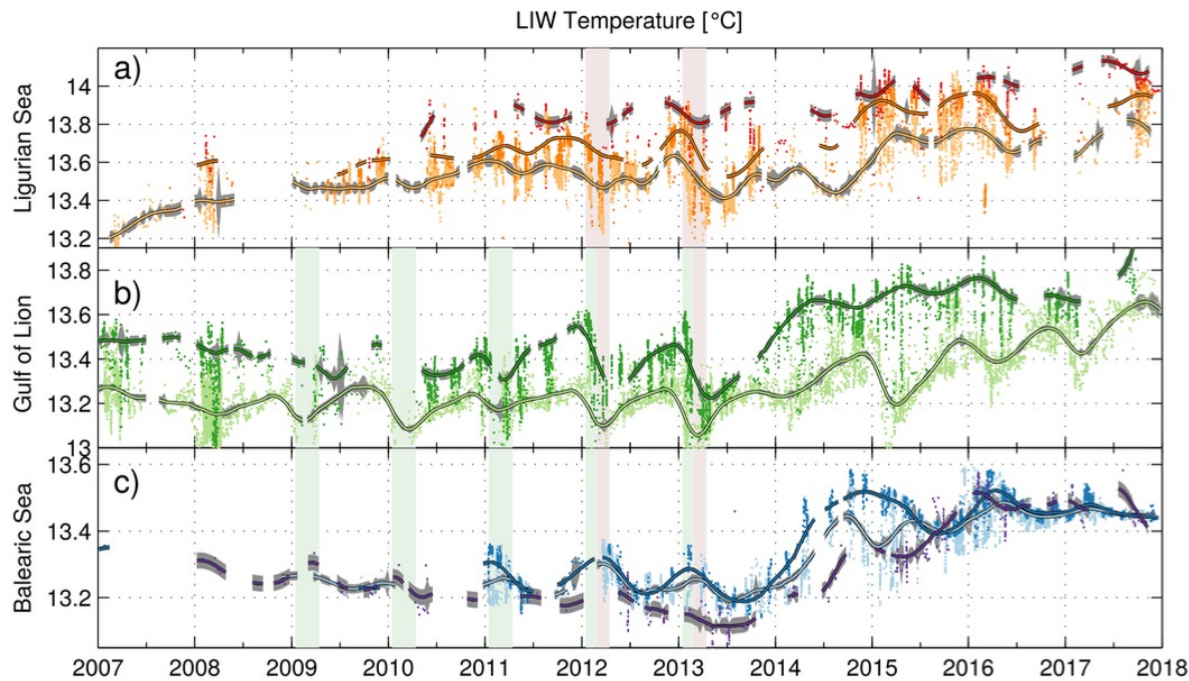 LIW Temperature [°C]
a)
Ligurian Sea
14
13.8
13.6
13.4
13.2
b)
Gulf of Lion
13.8
13.6
13.4
13.2
13
c)
Balearic Sea
13.6
13.4
13.2
2007 2008 2009 2010 2011 2012 2013 2014 2015 2016 2017 2018